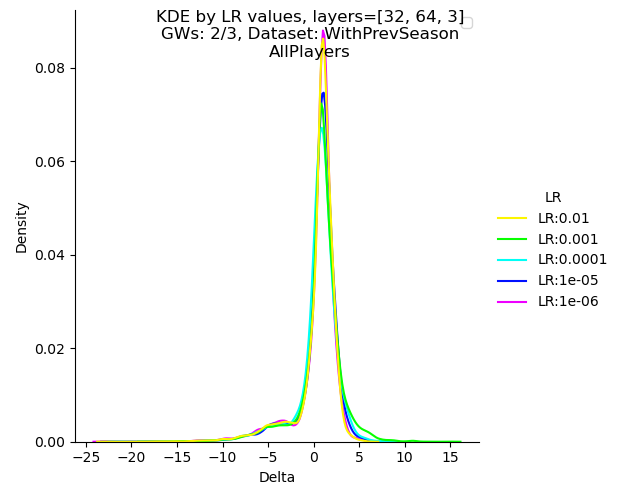 KDE by LR values, layers=[32, 64, 3]
GWs: 2/3, Dataset: WithPrevSeason
AllPlayers
0.08
0.06
0.04
0.02
0.00
Density
−25 −20 −15 −10 −5 0 5 10 15
Delta
LR
LR:0.01
LR:0.001
LR:0.0001
LR:1e-05
LR:1e-06